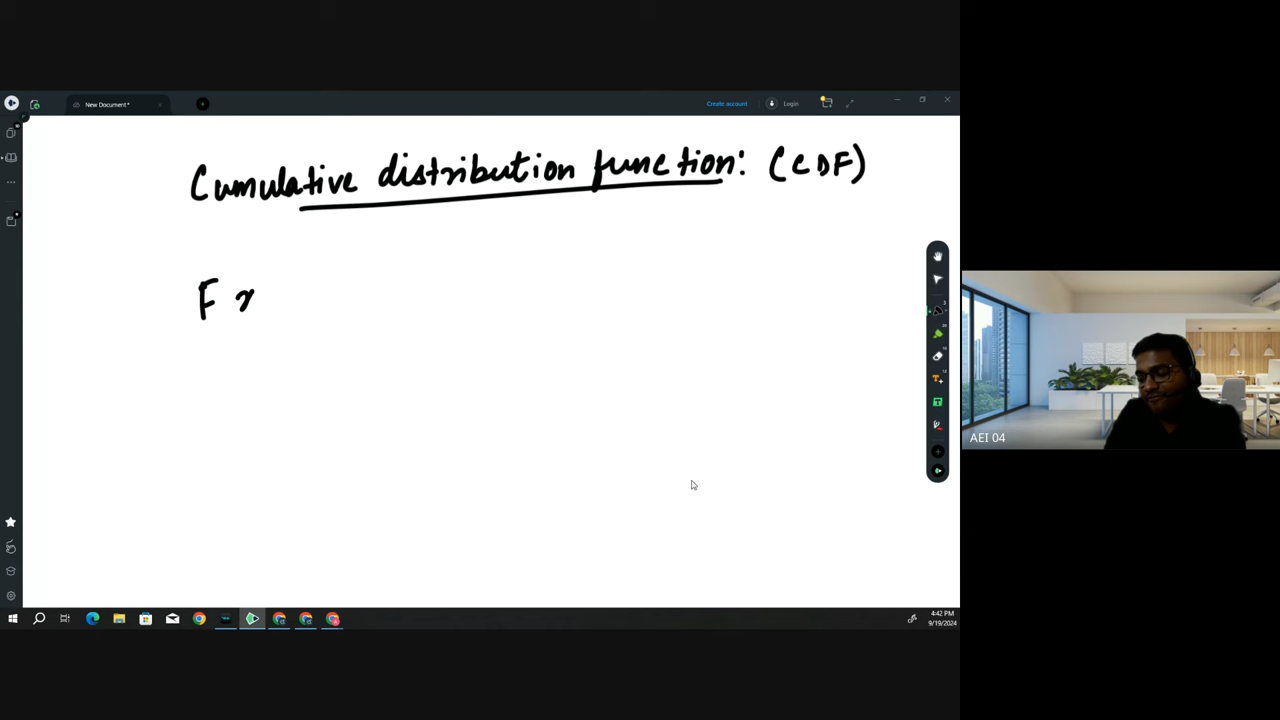 New Document*
Create account
Login
Cumulative distribution function: (CDF)
F x
AEI 04
4:42 PM
9/19/2024